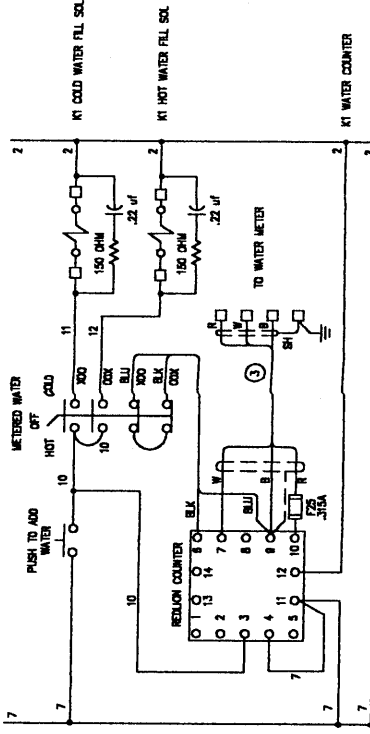 7
2
PUSH TO ADD
WATER
10
METERED WATER
OFF
HOT
COLD
XOO
11
OOX
12
10
BLU
XOO
BLK
OOX
150 OHM
.22 uf
2
K1 COLD WATER FILL SOL
150 OHM
.22 uf
2
K1 HOT WATER FILL SOL
10
REDLION COUNTER
1
13
14
6
2
7
3
8
4
9
5
11
12
10
BLK
W
BLU
B
R
F25
.315A
3
R
W
B
SH
TO WATER METER
7
2
K1 WATER COUNTER
7
2